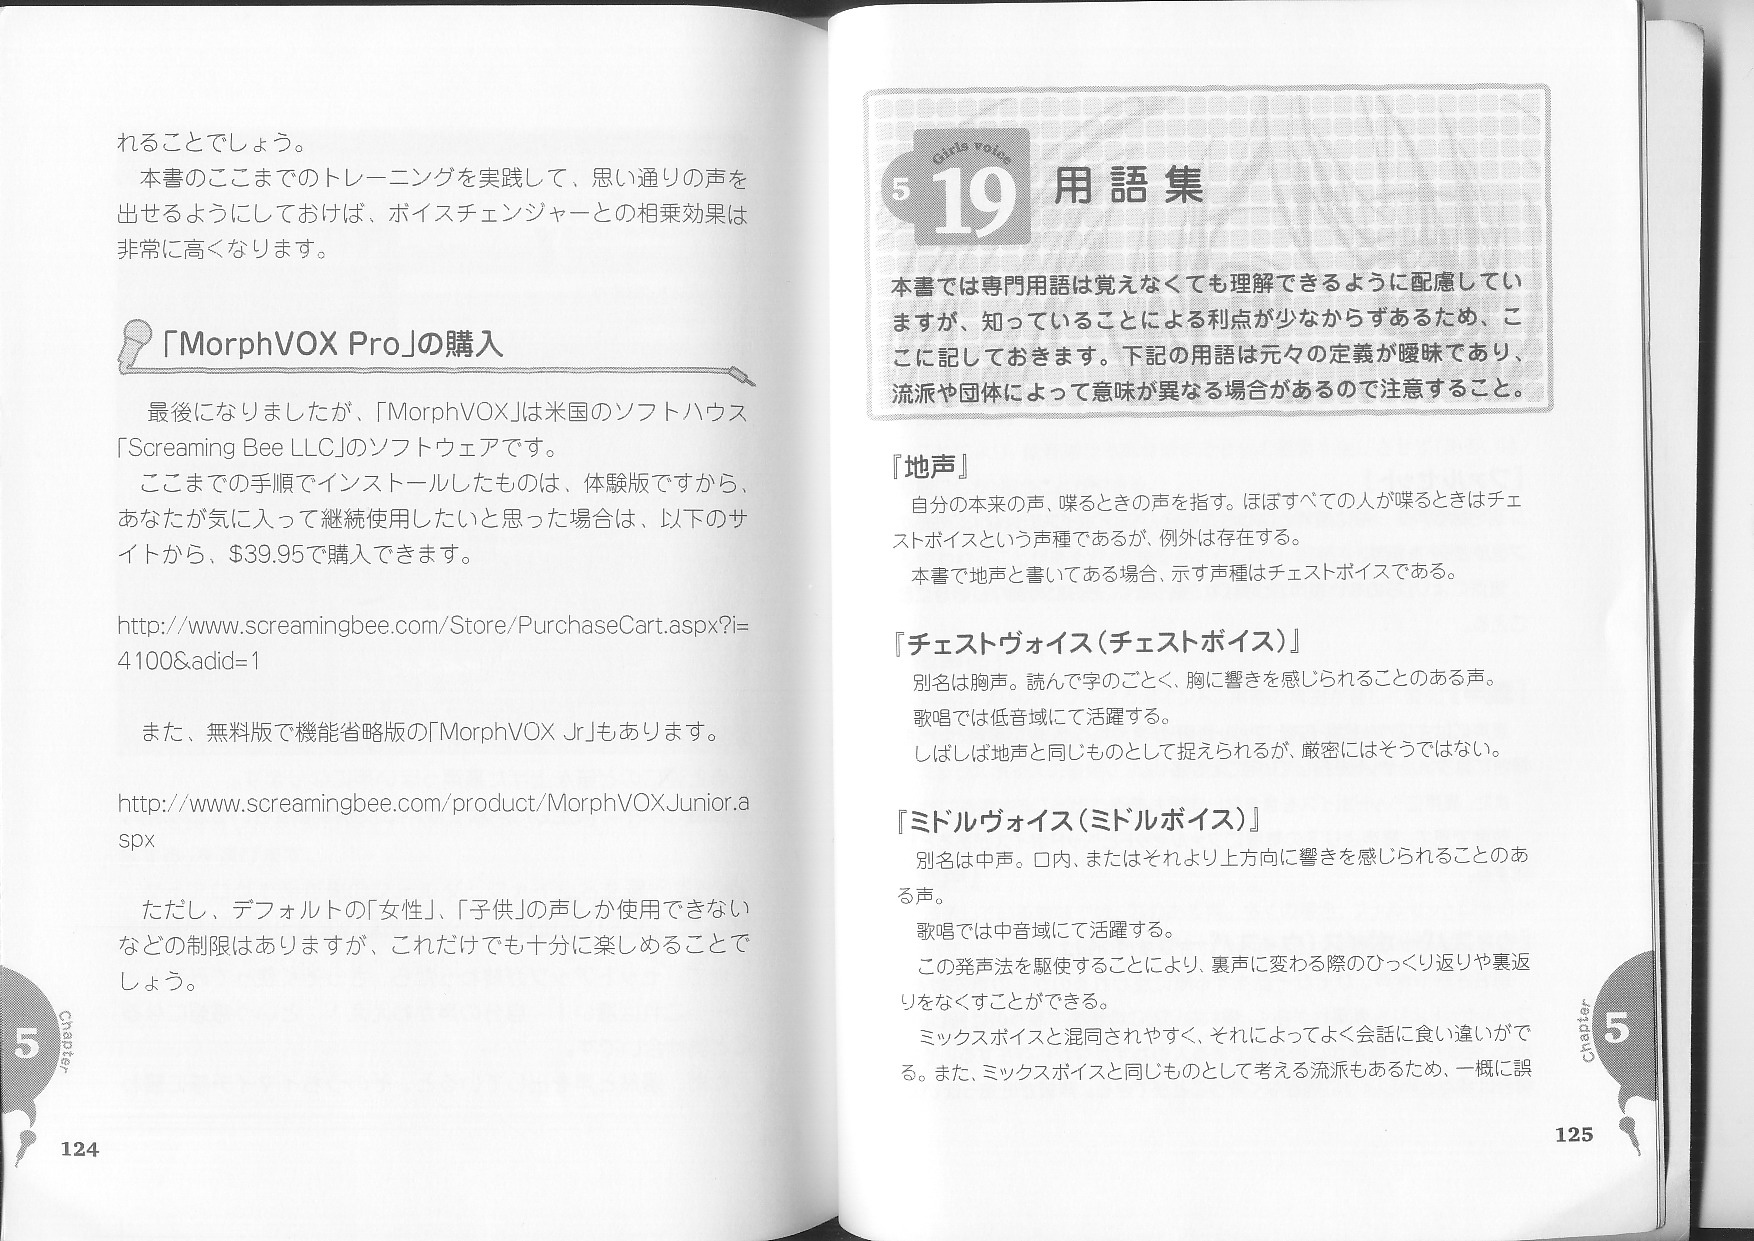 れることでしょう。
本書のここまでのトレーニングを実践して、思い通りの声を
出せるようにしておけば、ボイスチェンジャーとの相乗効果は
非常に高くなります。
「MorphVOX Pro」の購入
最後になりましたが、「MorphVOX」は米国のソフトハウス
「Screaming Bee LLC」のソフトウェアです。
ここまでの手順でインストールしたものは、体験版ですから、
あなたが気に入って継続使用したいと思った場合は、以下のサ
イトから、$39.95で購入できます。
http://www.screamingbee.com/Store/PurchaseCart.aspx?i=
4100&adid=1
また、無料版で機能省略版の「MorphVOX Jr」もあります。
http://www.screamingbee.com/product/MorphVOXJunior.a
spx
ただし、デフォルトの「女性」、「子供」の声しか使用できない
などの制限はありますが、これだけでも十分に楽しめることで
しょう。
5
Chapter
124
Girls voice
5
19
用語集
本書では専門用語は覚えなくても理解できるように配慮してい
ますが、知っていることによる利点が少なからずあるため、こ
こに記しておきます。下記の用語は元々の定義が曖昧であり、
流派や団体によって意味が異なる場合があるので注意すること。
『地声』
自分の本来の声、喋るときの声を指す。ほぼすべての人が喋るときはチェ
ストボイスという声種であるが、例外は存在する。
本書で地声と書いてある場合、示す声種はチェストボイスである。
『チェストヴォイス（チェストボイス）』
別名は胸声。読んで字のごとく、胸に響きを感じられることのある声。
歌唱では低音域にて活躍する。
しばしば地声と同じものとして捉えられるが、厳密にはそうではない。
『ミドルヴォイス（ミドルボイス）』
別名は中声。口内、またはそれより上方向に響きを感じられることのあ
る声。
歌唱では中音域にて活躍する。
この発声法を駆使することにより、裏声に変わる際のひっくり返りや裏返
りをなくすことができる。
ミックスボイスと混同されやすく、それによってよく会話に食い違いがで
る。また、ミックスボイスと同じものとして考える流派もあるため、一概に誤
Chapter
5
125